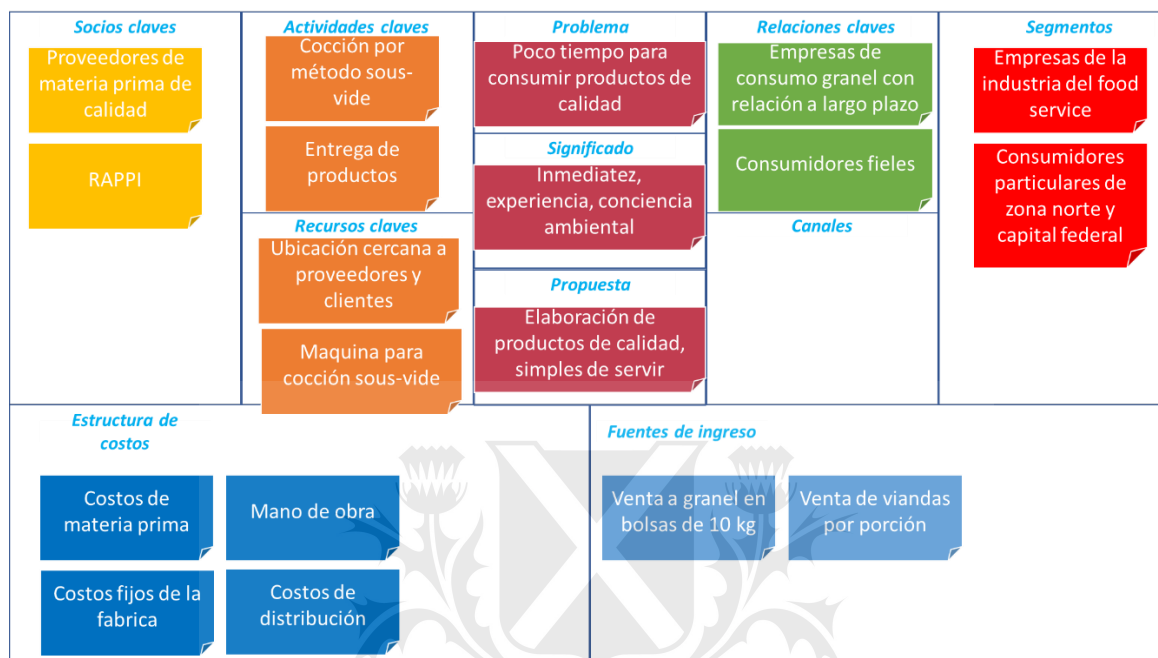 Socios claves
Proveedores de
materia prima de
calidad
RAPPI
Actividades claves
Cocción por
método sous-
vide
Entrega de
productos
Recursos claves
Ubicación cercana a
proveedores y
clientes
Maquina para
cocción sous-vide
Problema
Poco tiempo para
consumir productos de
calidad
Significado
Inmediatez,
experiencia, conciencia
ambiental
Propuesta
Elaboración de
productos de calidad,
simples de servir
Relaciones claves
Empresas de
consumo granel con
relación a largo plazo
Consumidores fieles
Canales
Segmentos
Empresas de la
industria del food
service
Consumidores
particulares de
zona norte y
capital federal
Estructura de
costos
Costos de
materia prima
Mano de obra
Costos fijos de la
fabrica
Costos de
distribución
Fuentes de ingreso
Venta a granel en
bolsas de 10 kg
Venta de viandas
por porción